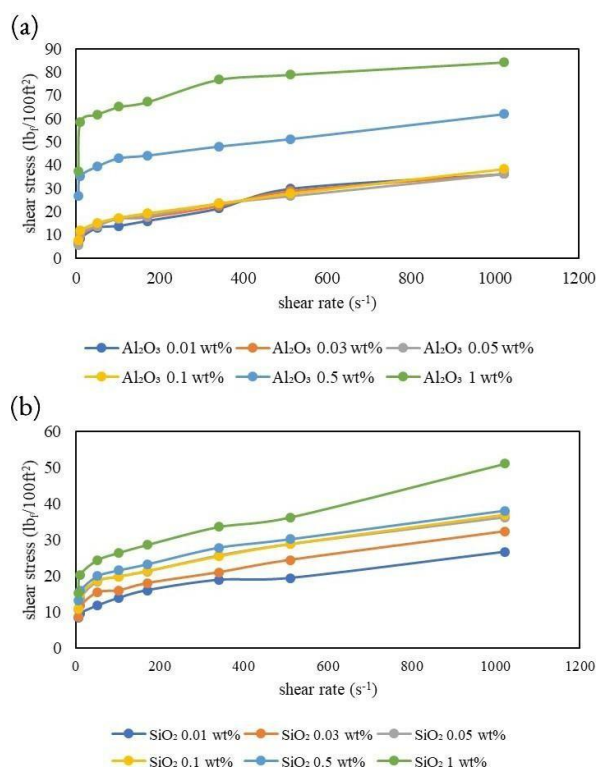 (a)
90
80
70
60
50
40
30
20
10
0
shear stress (lbf/100ft²)
0 200 400 600 800 1000 1200
shear rate (s⁻¹)
Al₂O₃ 0.01 wt% Al₂O₃ 0.03 wt% Al₂O₃ 0.05 wt%
Al₂O₃ 0.1 wt% Al₂O₃ 0.5 wt% Al₂O₃ 1 wt%
(b)
60
50
40
30
20
10
0
shear stress (lbf/100ft²)
0 200 400 600 800 1000 1200
shear rate (s⁻¹)
SiO₂ 0.01 wt% SiO₂ 0.03 wt% SiO₂ 0.05 wt%
SiO₂ 0.1 wt% SiO₂ 0.5 wt% SiO₂ 1 wt%